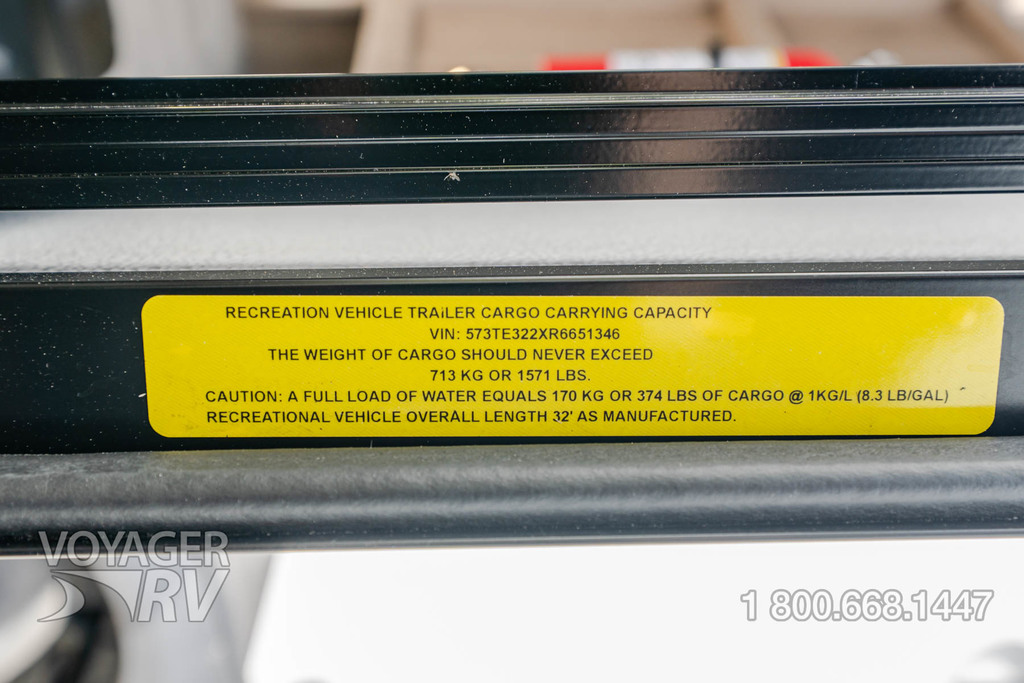 RECREATION VEHICLE TRAILER CARGO CARRYING CAPACITY
VIN: 573TE322XR6651346
THE WEIGHT OF CARGO SHOULD NEVER EXCEED
713 KG OR 1571 LBS.
CAUTION: A FULL LOAD OF WATER EQUALS 170 KG OR 374 LBS OF CARGO @ 1KG/L (8.3 LB/GAL)
RECREATIONAL VEHICLE OVERALL LENGTH 32' AS MANUFACTURED.
VOYAGER
RV
1 800.668.1447